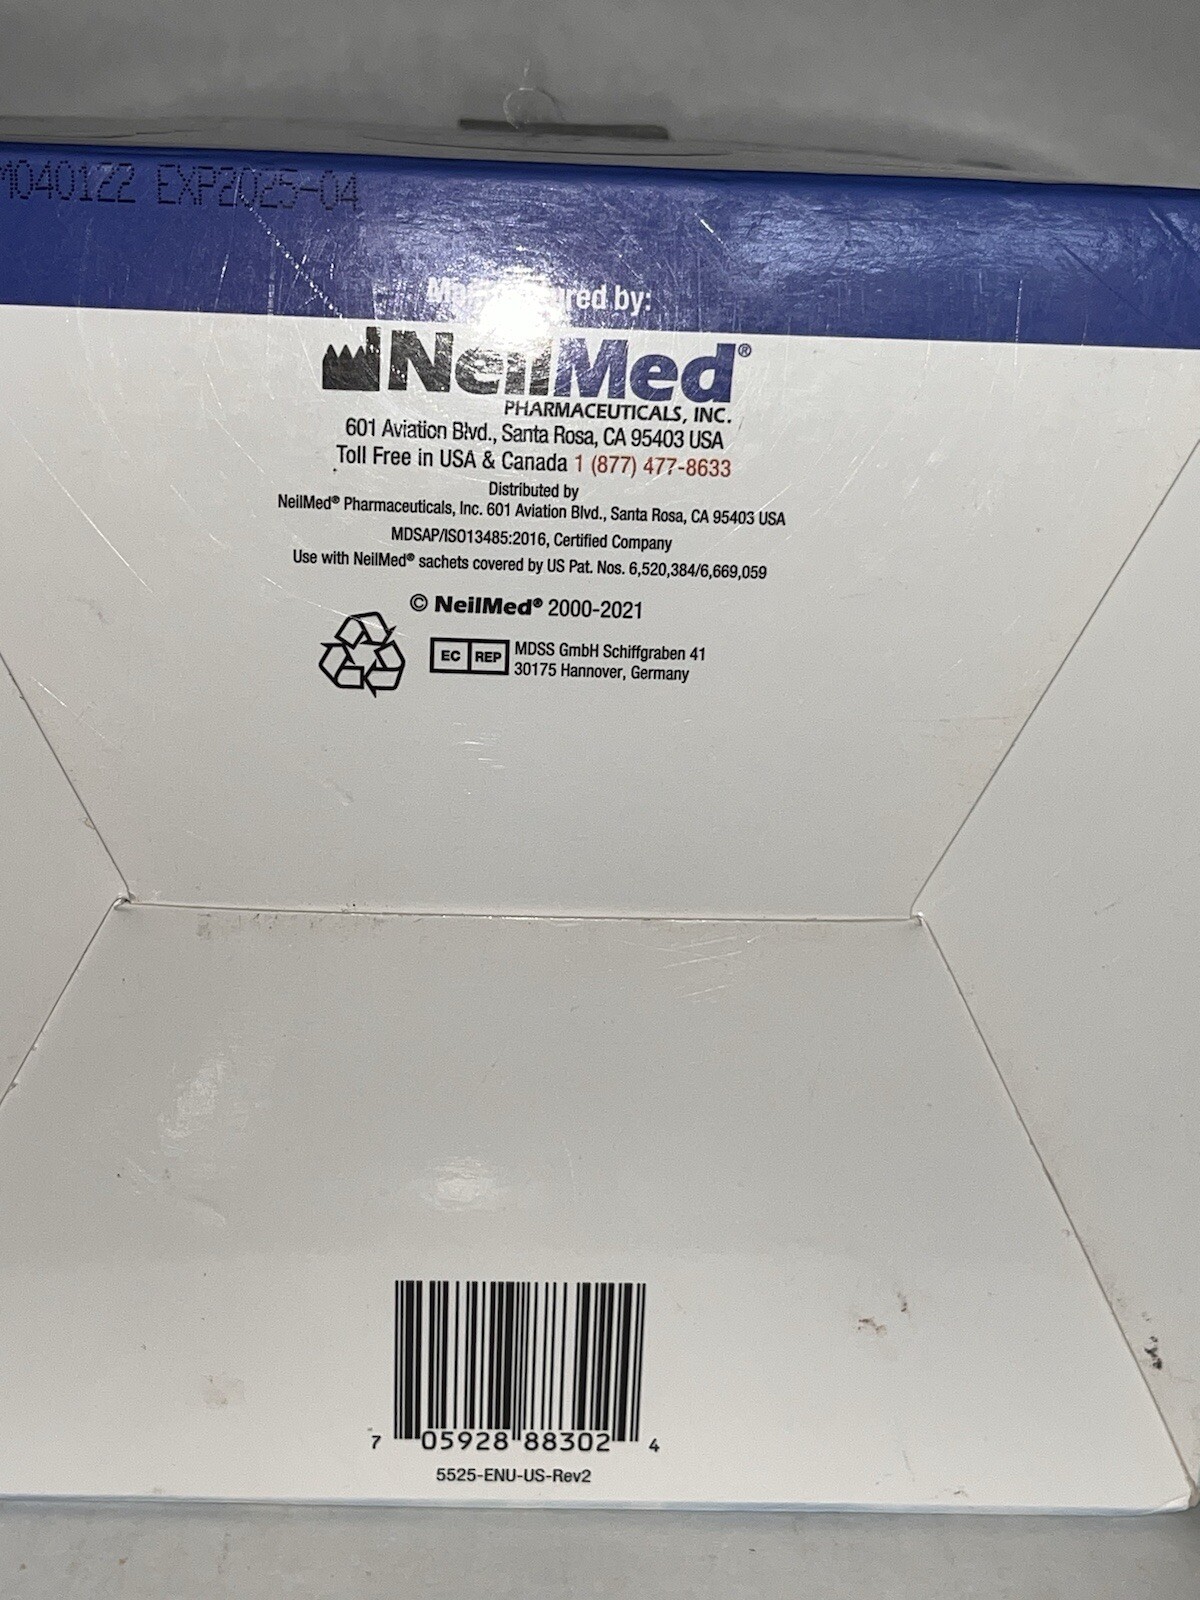 M040122 EXP2025-04
Manufactured by:
NeilMed®
PHARMACEUTICALS, INC.
601 Aviation Blvd., Santa Rosa, CA 95403 USA
Toll Free in USA & Canada 1 (877) 477-8633
Distributed by
NeilMed® Pharmaceuticals, Inc. 601 Aviation Blvd., Santa Rosa, CA 95403 USA
MDSAP/ISO13485:2016, Certified Company
Use with NeilMed® sachets covered by US Pat. Nos. 6,520,384/6,669,059
© NeilMed® 2000-2021
EC REP MDSS GmbH Schiffgraben 41
30175 Hannover, Germany
7 05928 88302 4
5525-ENU-US-Rev2